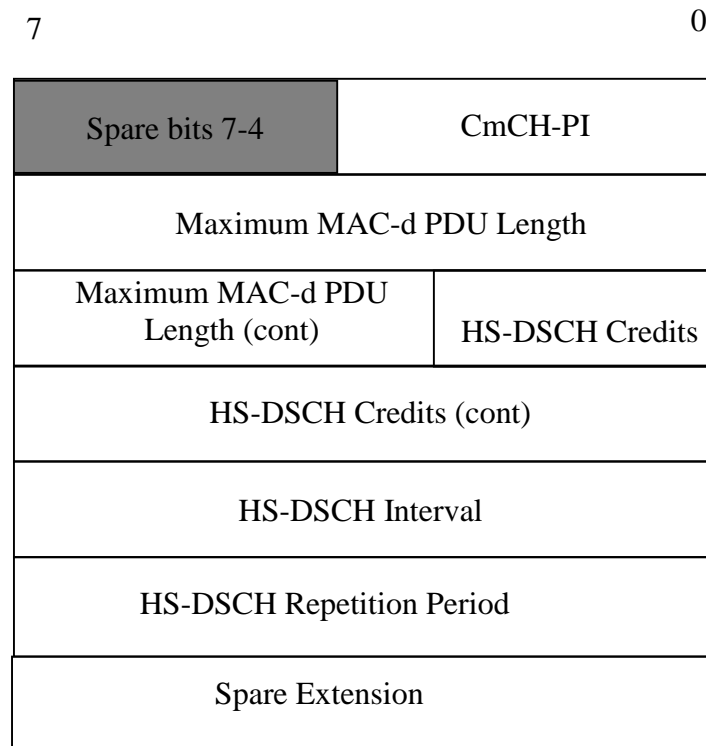 7 0
Spare bits 7-4 CmCH-PI
Maximum MAC-d PDU Length
Maximum MAC-d PDU
Length (cont) HS-DSCH Credits
HS-DSCH Credits (cont)
HS-DSCH Interval
HS-DSCH Repetition Period
Spare Extension